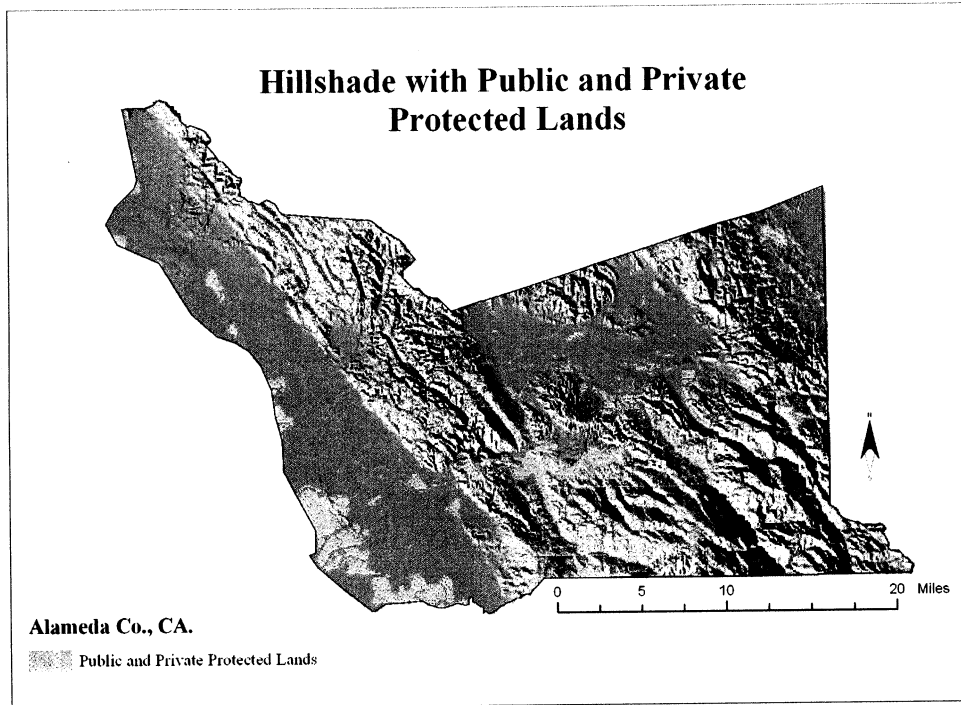 Hillshade with Public and Private
Protected Lands
N
0 5 10 20 Miles
Alameda Co., CA.
Public and Private Protected Lands